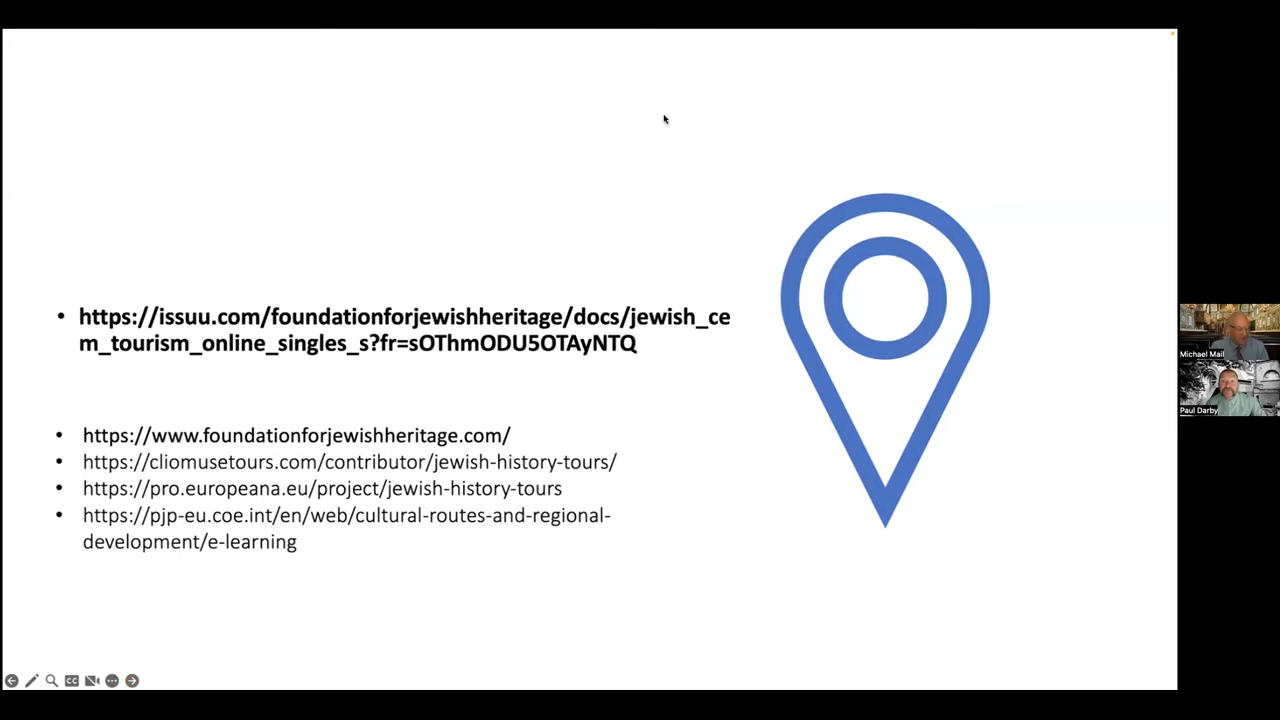 • https://issuu.com/foundationforjewishheritage/docs/jewish_ce
m_tourism_online_singles_s?fr=sOThmODU5OTAyNTQ
• https://www.foundationforjewishheritage.com/
• https://cliomusetours.com/contributor/jewish-history-tours/
• https://pro.europeana.eu/project/jewish-history-tours
• https://pjp-eu.coe.int/en/web/cultural-routes-and-regional-
development/e-learning
Michael Mail
Paul Darby
CC